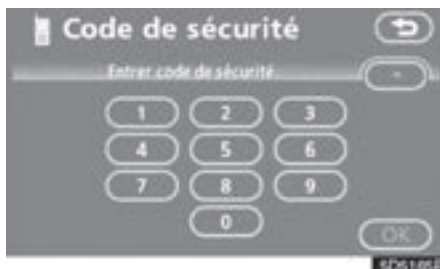 Code de sécurité
Entrer code de sécurité
1 2 3
4 5 6
7 8 9
0
OK